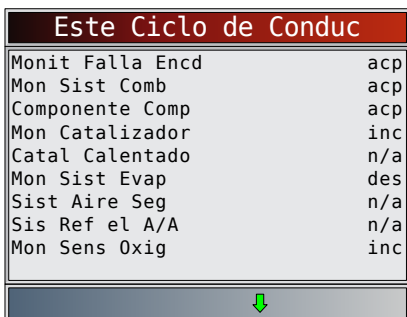 Este Ciclo de Conduc
Monit Falla Encd acp
Mon Sist Comb acp
Componente Comp acp
Mon Catalizador inc
Catal Calentado n/a
Mon Sist Evap des
Sist Aire Seg n/a
Sis Ref el A/A n/a
Mon Sens Oxig inc